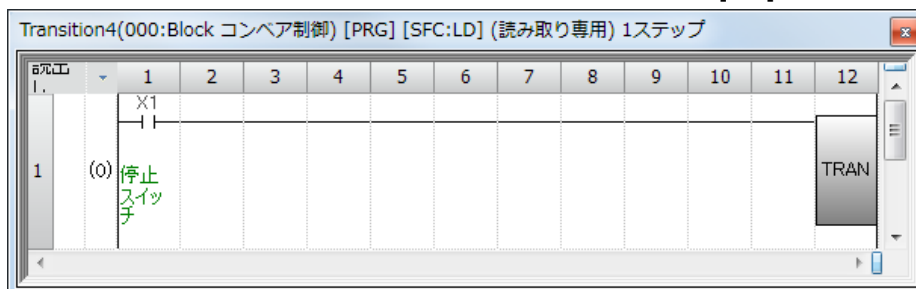 Transition4(000:Block コンベア制御) [PRG] [SFC:LD] (読み取り専用) 1ステップ
1 2 3 4 5 6 7 8 9 10 11 12
X1
1 (0) TRAN
停止
スイッ
チ